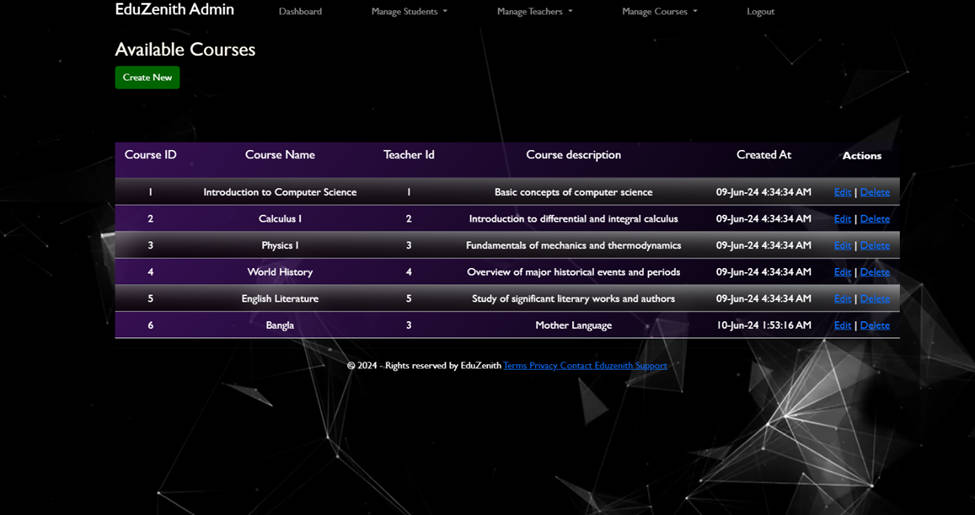 EduZenith Admin Dashboard Manage Students Manage Teachers Manage Courses Logout
Available Courses
Create New
Course ID Course Name Teacher Id Course description Created At Actions
1 Introduction to Computer Science 1 Basic concepts of computer science 09-Jun-24 4:34:34 AM Edit | Delete
2 Calculus I 2 Introduction to differential and integral calculus 09-Jun-24 4:34:34 AM Edit | Delete
3 Physics I 3 Fundamentals of mechanics and thermodynamics 09-Jun-24 4:34:34 AM Edit | Delete
4 World History 4 Overview of major historical events and periods 09-Jun-24 4:34:34 AM Edit | Delete
5 English Literature 5 Study of significant literary works and authors 09-Jun-24 4:34:34 AM Edit | Delete
6 Bangla 3 Mother Language 10-Jun-24 1:53:16 AM Edit | Delete
© 2024 - Rights reserved by EduZenith Terms Privacy Contact Eduzenith Support